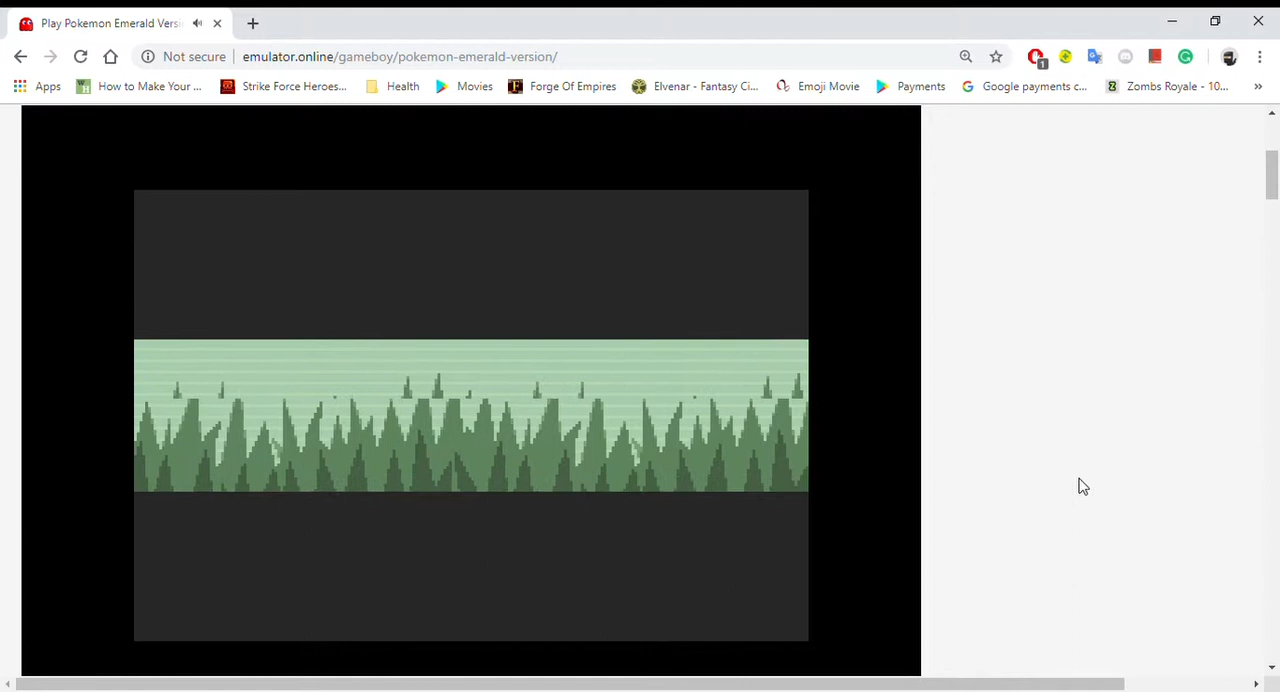 Play Pokemon Emerald Versi
Not secure
emulator.online/gameboy/pokemon-emerald-version/
1
Apps
How to Make Your ...
Strike Force Heroes...
Health
Movies
Forge Of Empires
Elvenar - Fantasy Ci...
Emoji Movie
Payments
Google payments c...
Zombs Royale - 10...
»